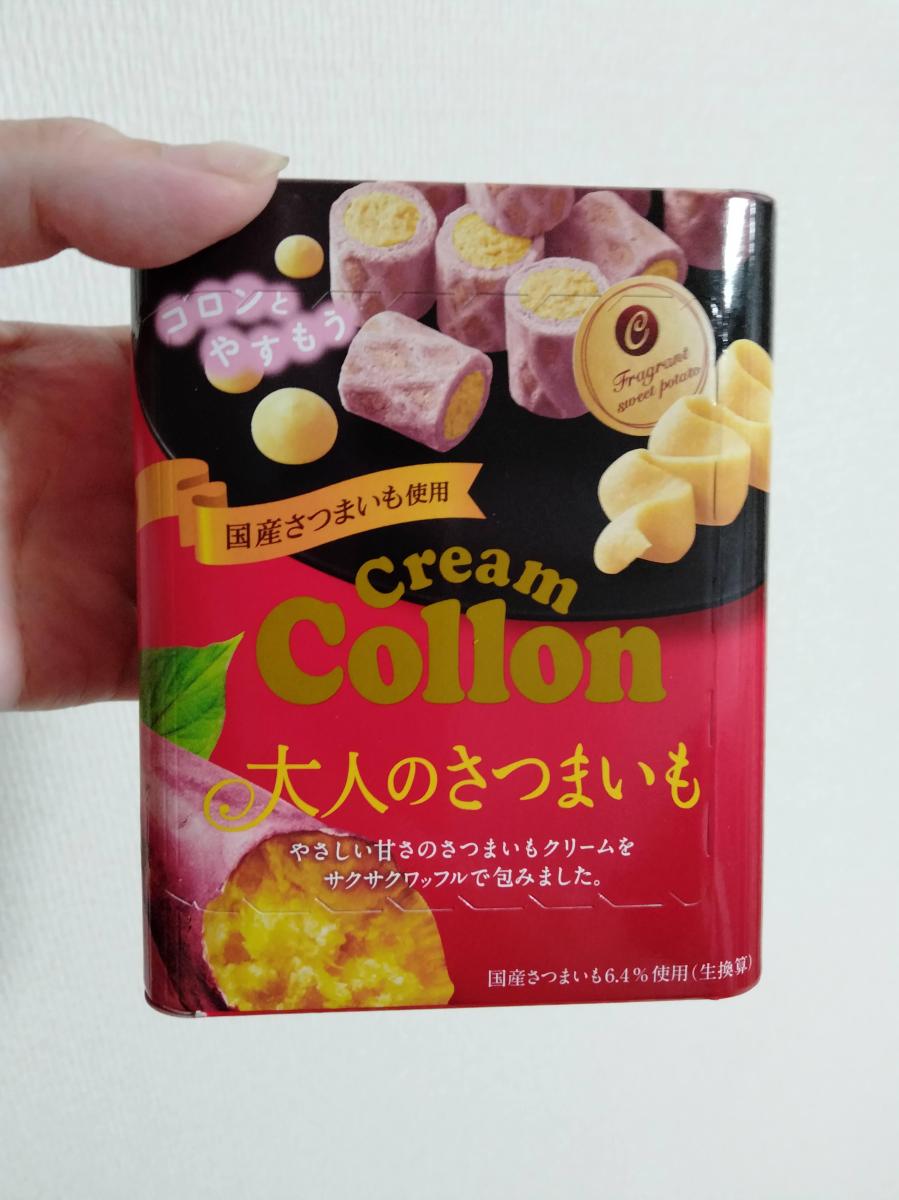 コロンと
やすもう
C
Fragrant
sweet potato
国産さつまいも使用
Cream
Collon
大人のさつまいも
やさしい甘さのさつまいもクリームを
サクサクワッフルで包みました。
国産さつまいも6.4%使用(生換算)